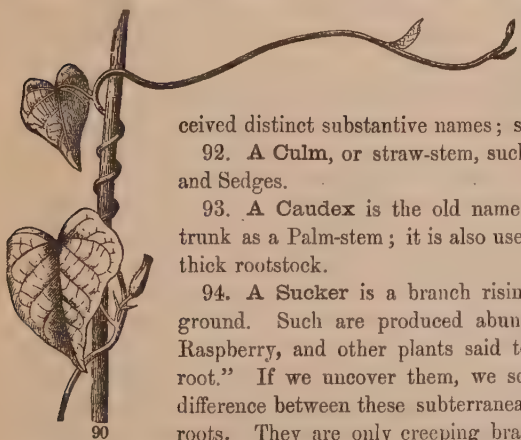 ceived distinct substantive names; s
92. A Culm, or straw-stem, such
and Sedges.
93. A Caudex is the old name
trunk as a Palm-stem; it is also use
thick rootstock.
94. A Sucker is a branch risin
ground. Such are produced abun
Raspberry, and other plants said t
root." If we uncover them, we se
difference between these subterranea
roots. They are only creeping bra
90